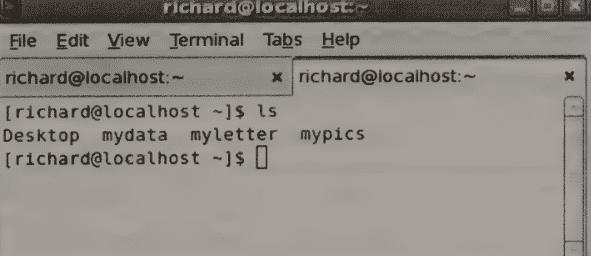 richard@localhost:~
File Edit View Terminal Tabs Help
richard@localhost:~ × richard@localhost:~ ×
[richard@localhost ~]$ ls
Desktop mydata myletter mypics
[richard@localhost ~]$